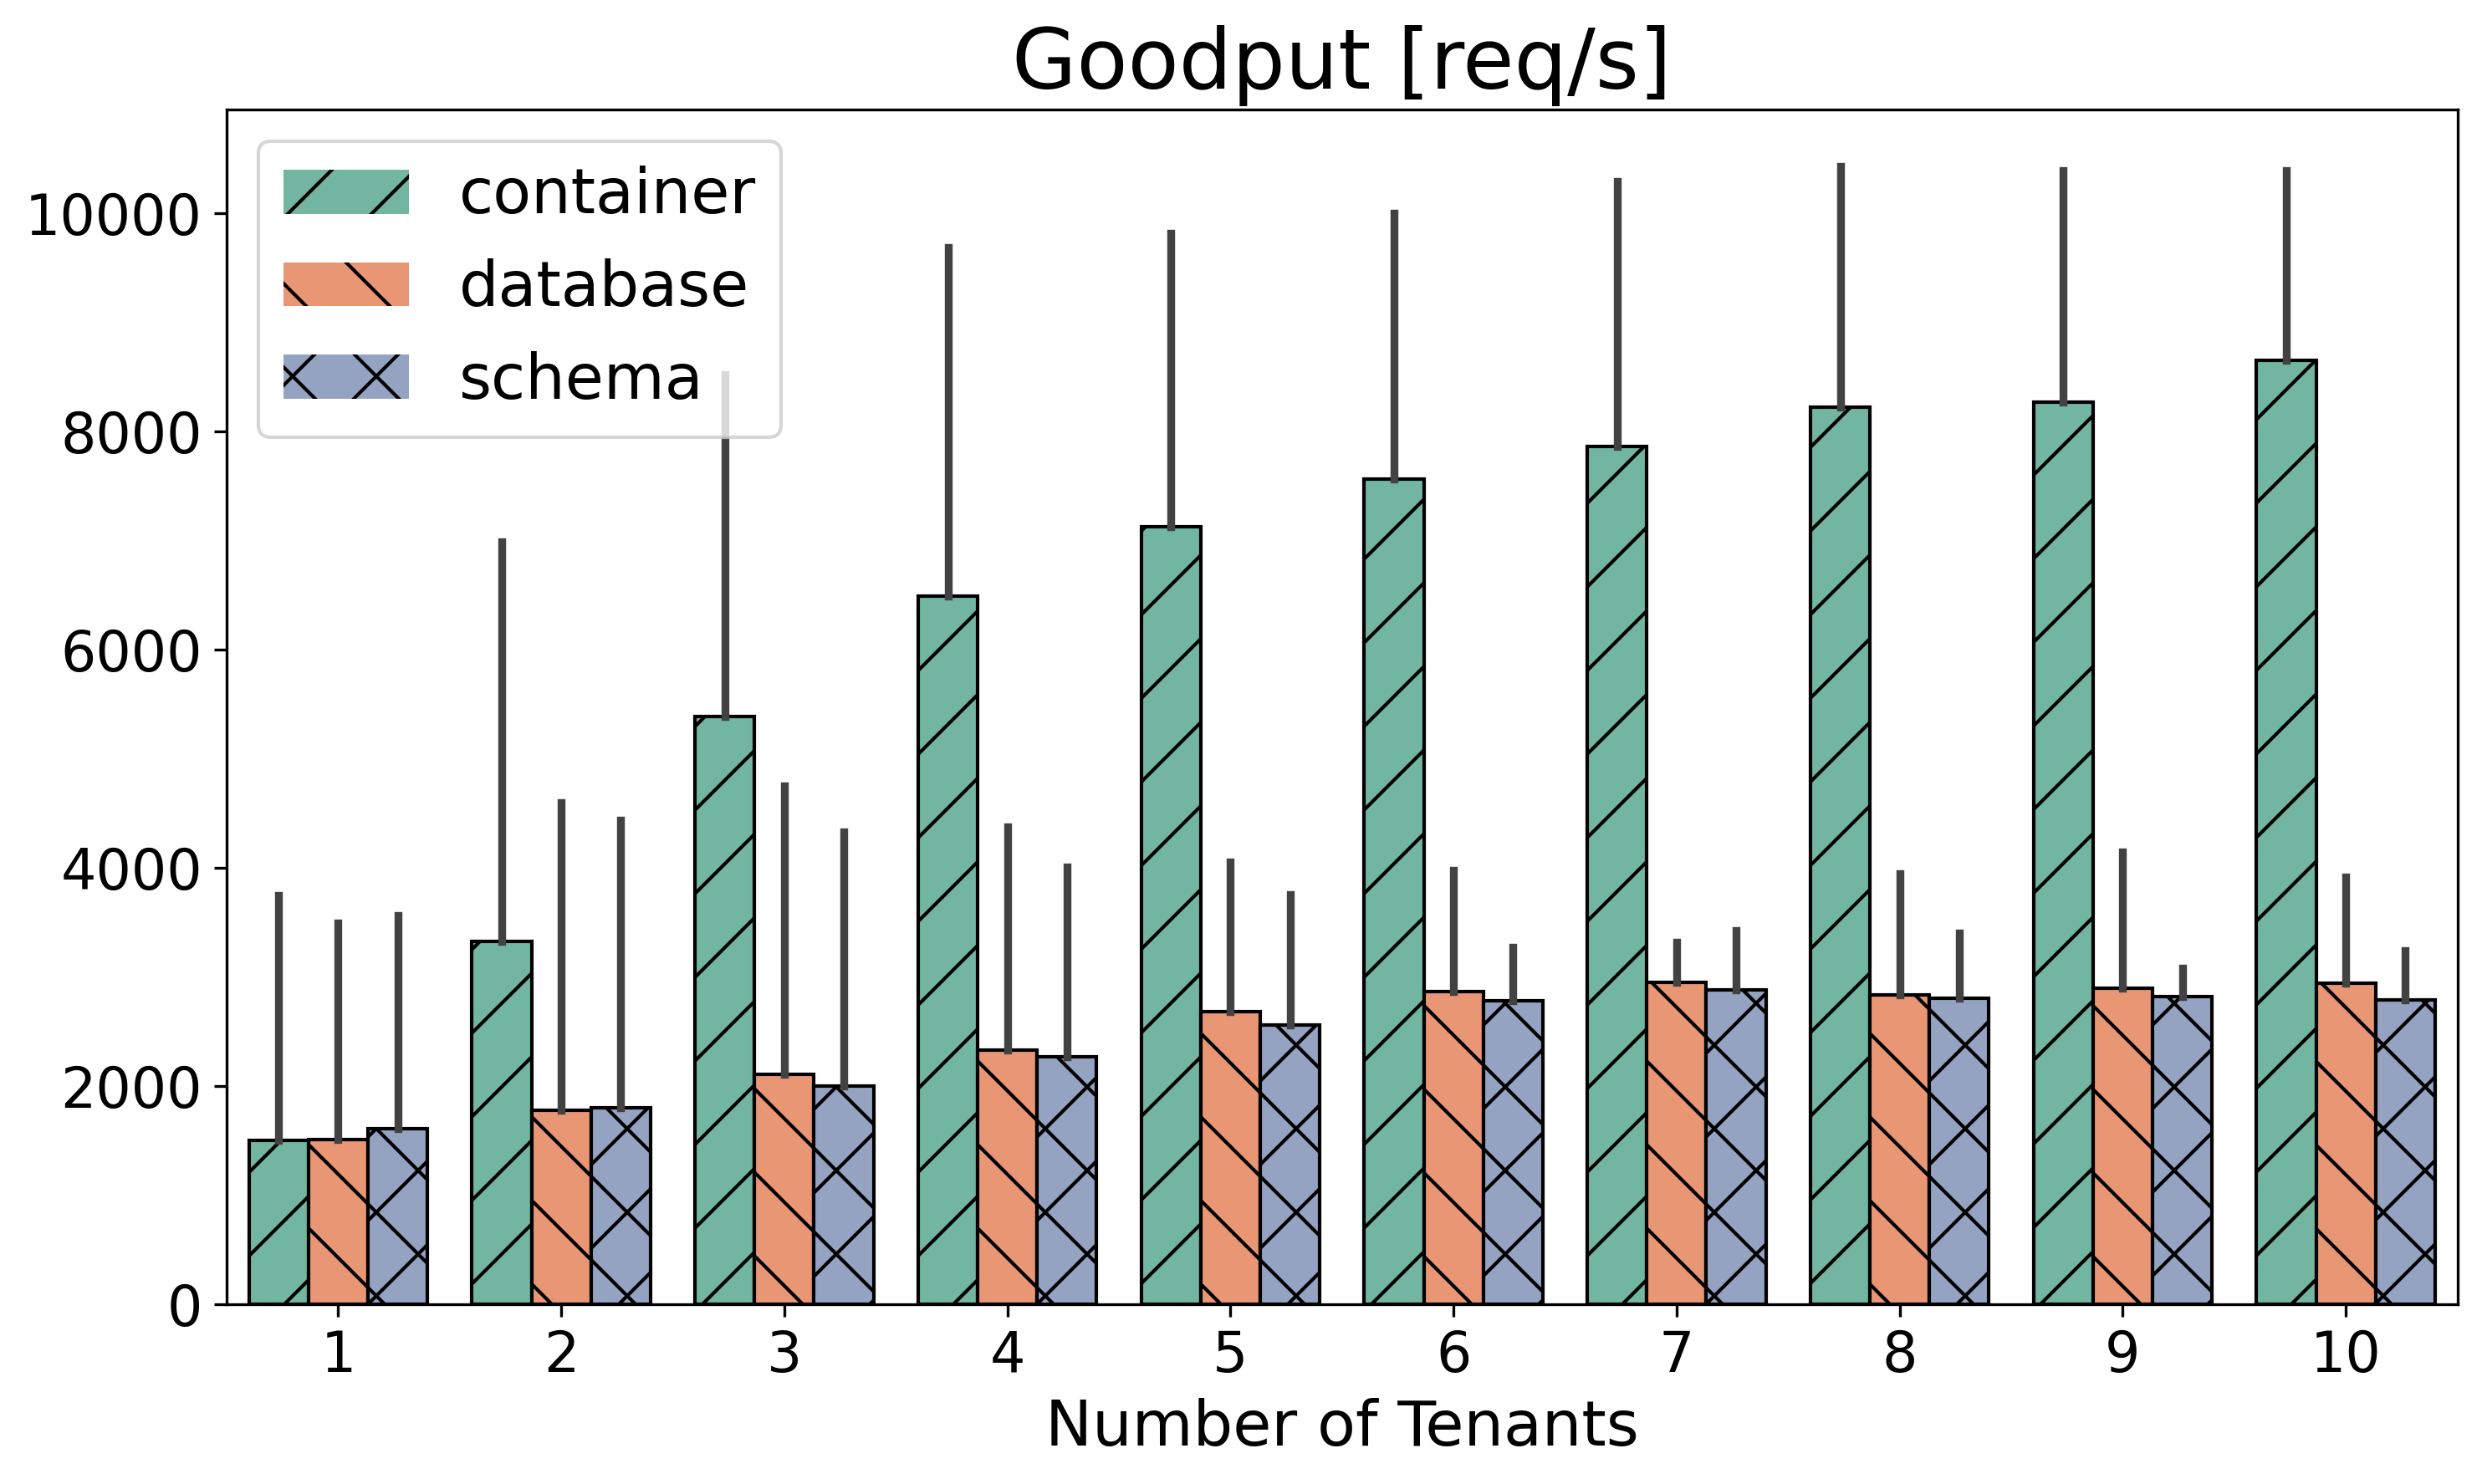 Goodput [req/s]
container
database
schema
10000
8000
6000
4000
2000
0
1 2 3 4 5 6 7 8 9 10
Number of Tenants